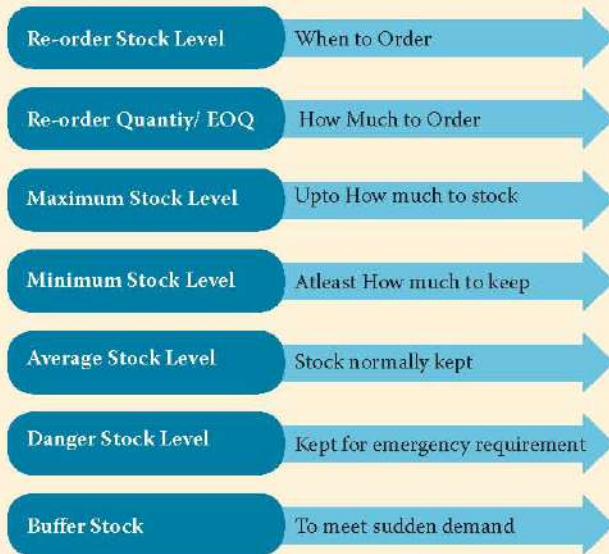 Re-order Stock Level When to Order
Re-order Quantiy/ EOQ How Much to Order
Maximum Stock Level Upto How much to stock
Minimum Stock Level Atleast How much to keep
Average Stock Level Stock normally kept
Danger Stock Level Kept for emergency requirement
Buffer Stock To meet sudden demand